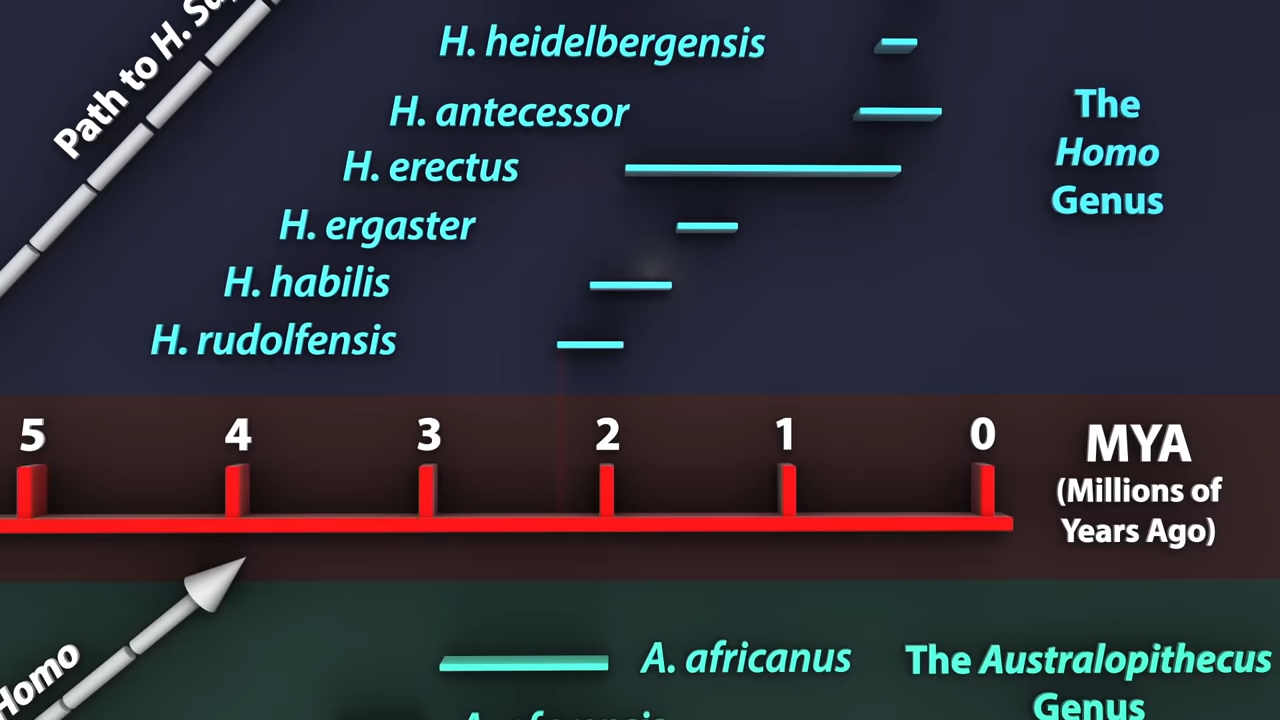 Path to H.
H. heidelbergensis
H. antecessor
H. erectus
H. ergaster
H. habilis
H. rudolfensis
The
Homo
Genus
5 4 3 2 1 0
MYA
(Millions of
Years Ago)
Homo
A. africanus
The Australopithecus
Genus